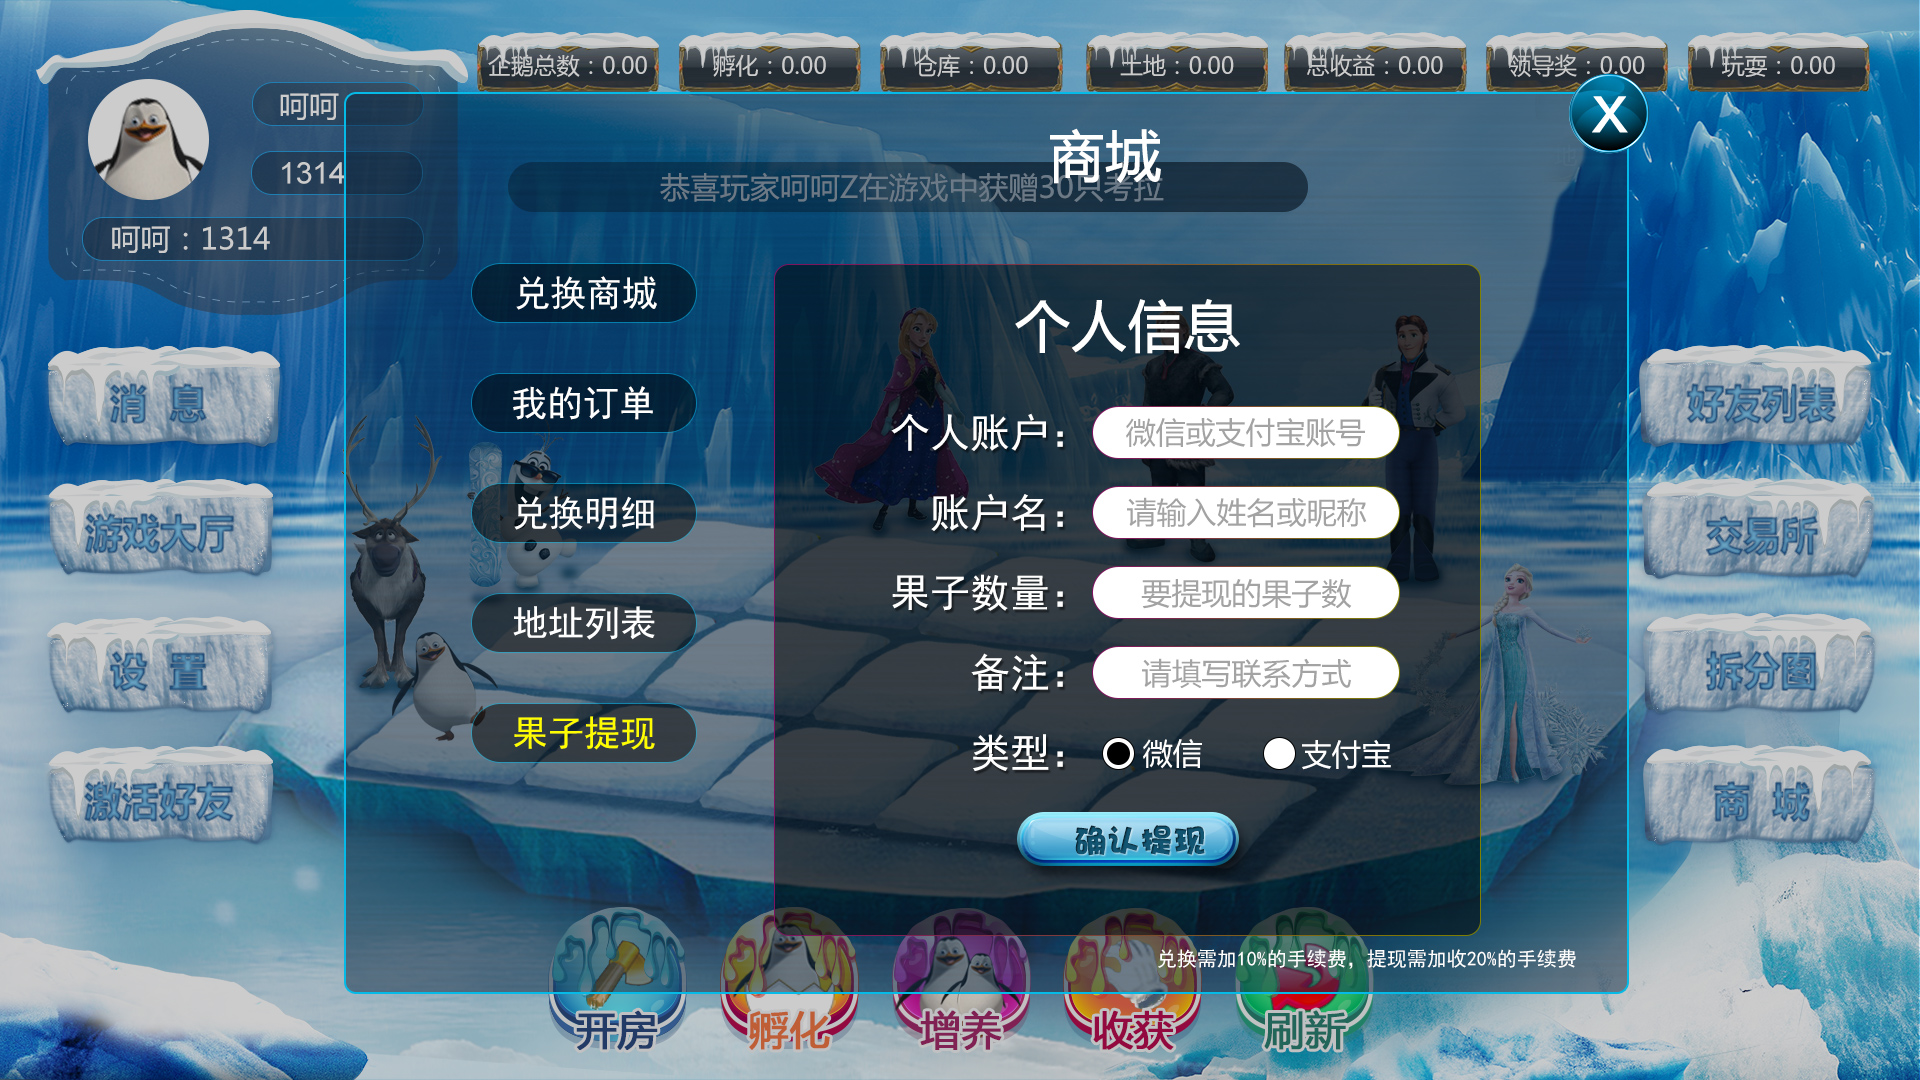 企鹅总数：0.00
孵化：0.00
仓库：0.00
土地：0.00
总收益：0.00
领导奖：0.00
玩耍：0.00
呵呵
1314
呵呵：1314
X
商城
恭喜玩家呵呵Z在游戏中获赠30只考拉
兑换商城
我的订单
兑换明细
地址列表
果子提现
个人信息
个人账户：
微信或支付宝账号
账户名：
请输入姓名或昵称
果子数量：
要提现的果子数
备注：
请填写联系方式
类型：
微信
支付宝
确认提现
兑换需加10%的手续费，提现需加收20%的手续费
消息
游戏大厅
设置
激活好友
好友列表
交易所
拆分图
商城
开房
孵化
增养
收获
刷新